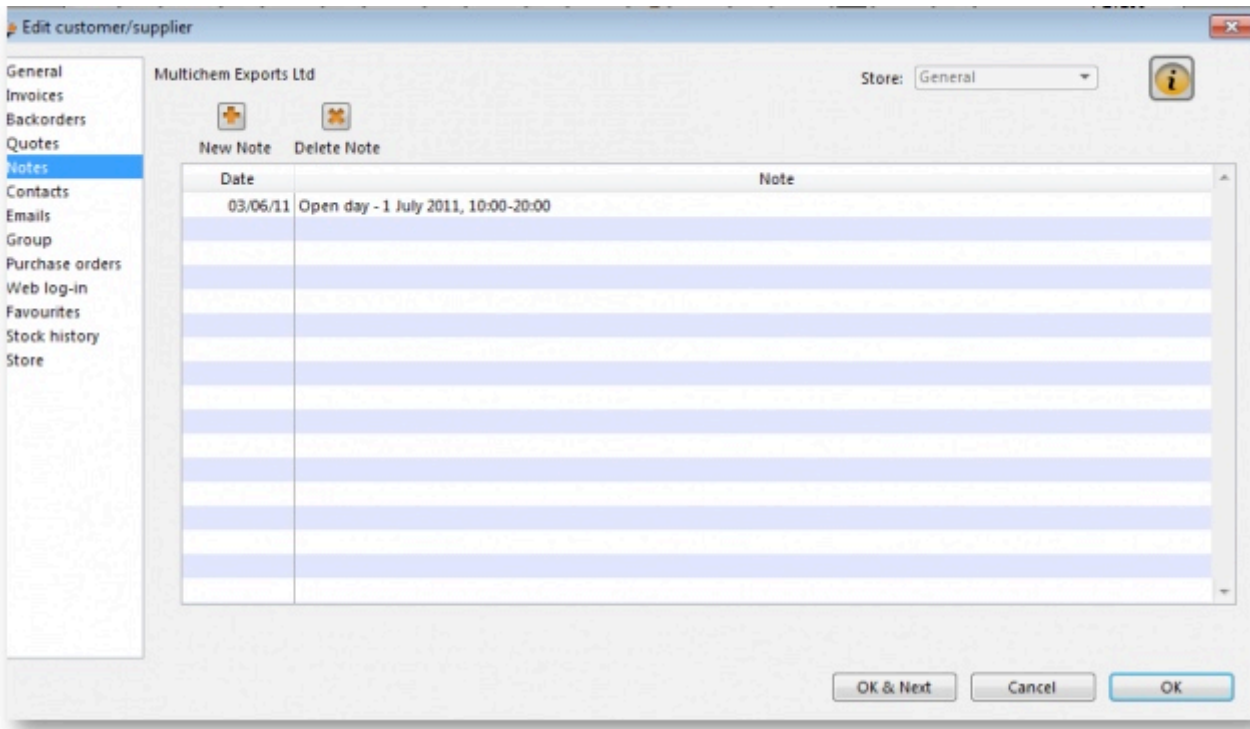 Edit customer/supplier
General
Invoices
Backorders
Quotes
Notes
Contacts
Emails
Group
Purchase orders
Web log-in
Favourites
Stock history
Store
Multichem Exports Ltd
Store: General
i
New Note Delete Note
Date Note
03/06/11 Open day - 1 July 2011, 10:00-20:00
OK & Next Cancel OK